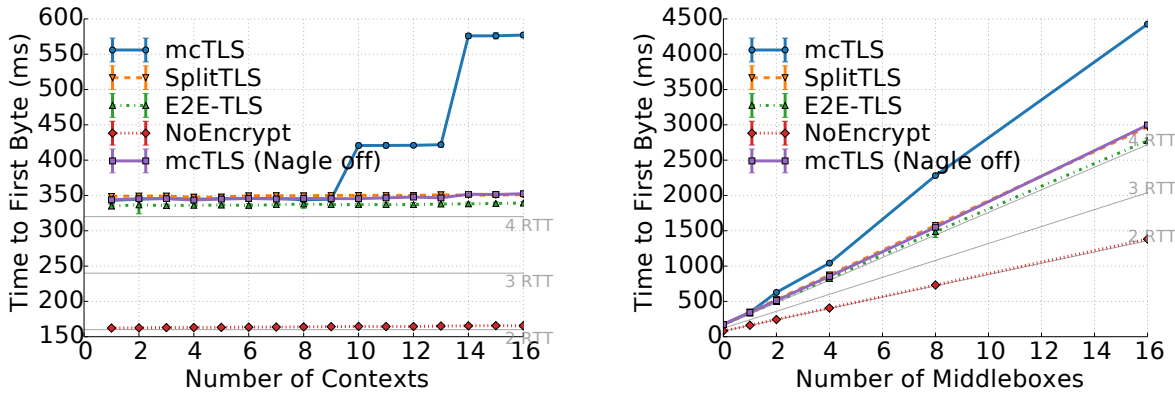 600
550
500
450
400
350
300
250
200
150
Time to First Byte (ms)
mcTLS
SplitTLS
E2E-TLS
NoEncrypt
mcTLS (Nagle off)
4 RTT
3 RTT
2 RTT
0 2 4 6 8 10 12 14 16
Number of Contexts
4500
4000
3500
3000
2500
2000
1500
1000
500
0
Time to First Byte (ms)
mcTLS
SplitTLS
E2E-TLS
NoEncrypt
mcTLS (Nagle off)
4 RTT
3 RTT
2 RTT
0 2 4 6 8 10 12 14 16
Number of Middleboxes